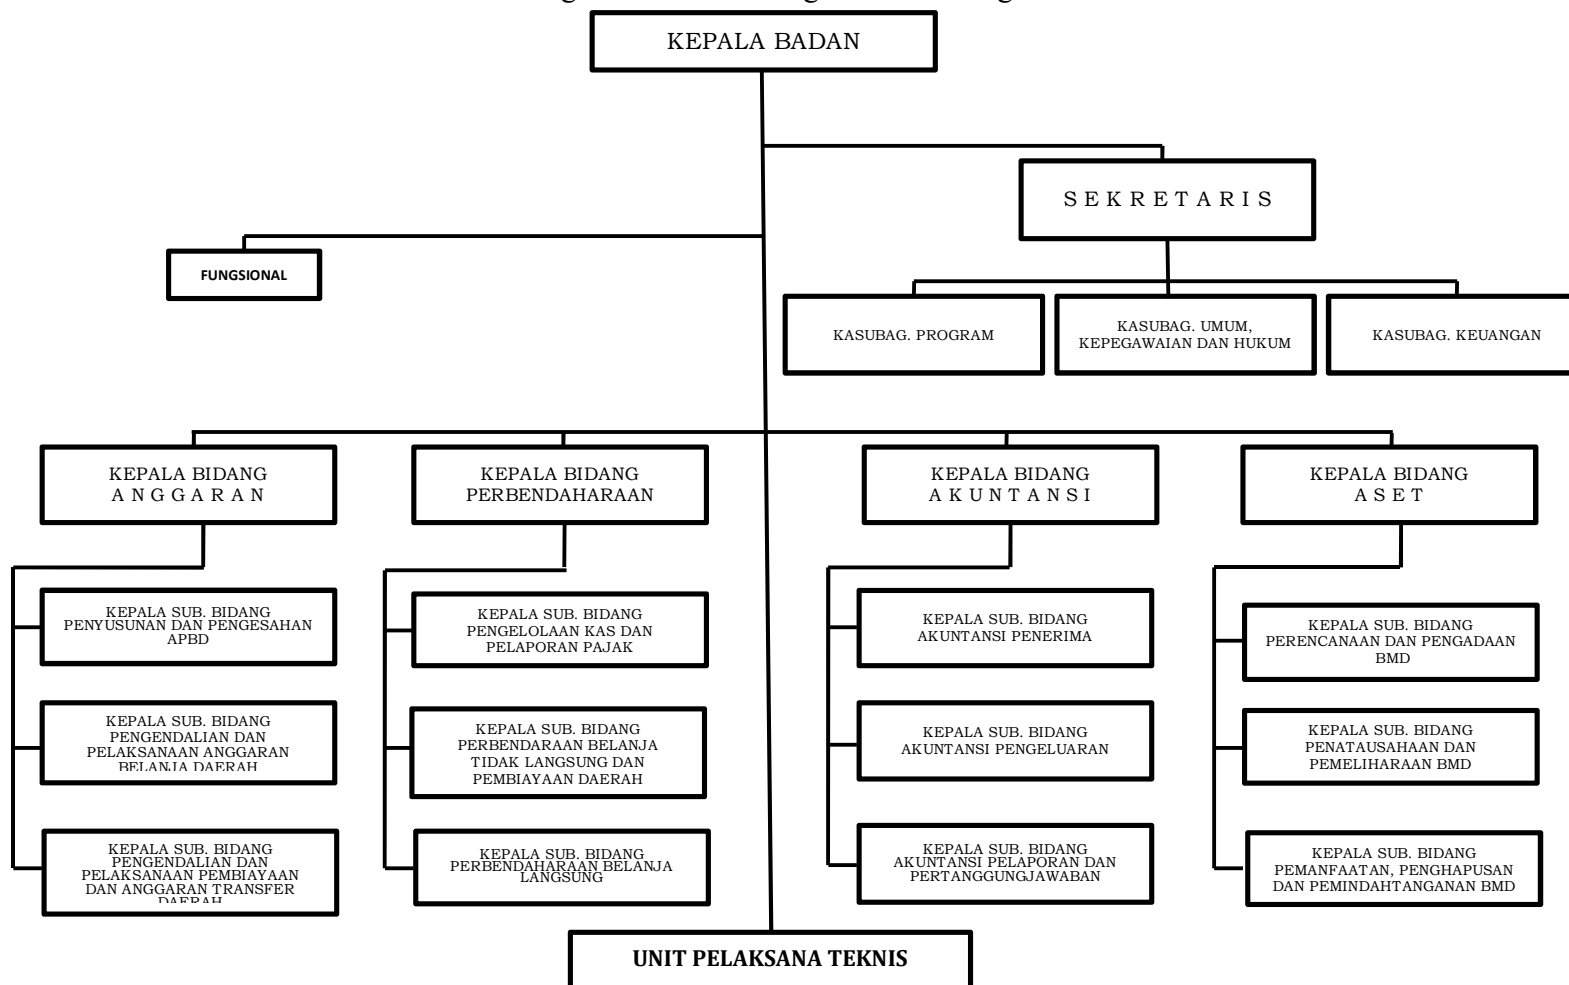 KEPALA BADAN
S E K R E T A R I S
FUNGSIONAL
KASUBAG. PROGRAM
KASUBAG. UMUM,
KEPEGAWAIAN DAN HUKUM
KASUBAG. KEUANGAN
KEPALA BIDANG
A N G G A R A N
KEPALA BIDANG
PERBENDAHARAAN
KEPALA BIDANG
A K U N T A N S I
KEPALA BIDANG
A S E T
KEPALA SUB. BIDANG
PENYUSUNAN DAN PENGESAHAN
APBD
KEPALA SUB. BIDANG
PENGELOLAAN KAS DAN
PELAPORAN PAJAK
KEPALA SUB. BIDANG
AKUNTANSI PENERIMA
KEPALA SUB. BIDANG
PERENCANAAN DAN PENGADAAN
BMD
KEPALA SUB. BIDANG
PENGENDALIAN DAN
PELAKSANAAN ANGGARAN
BELANJA DAERAH
KEPALA SUB. BIDANG
PERBENDARAAN BELANJA
TIDAK LANGSUNG DAN
PEMBIAYAAN DAERAH
KEPALA SUB. BIDANG
AKUNTANSI PENGELUARAN
KEPALA SUB. BIDANG
PENATAUSAHAAN DAN
PEMELIHARAAN BMD
KEPALA SUB. BIDANG
PENGENDALIAN DAN
PELAKSANAAN PEMBIAYAAN
DAN ANGGARAN TRANSFER
DAERAH
KEPALA SUB. BIDANG
PERBENDAHARAAN BELANJA
LANGSUNG
KEPALA SUB. BIDANG
AKUNTANSI PELAPORAN DAN
PERTANGGUNGJAWABAN
KEPALA SUB. BIDANG
PEMANFAATAN, PENGHAPUSAN
DAN PEMINDAHTANGANAN BMD
UNIT PELAKSANA TEKNIS